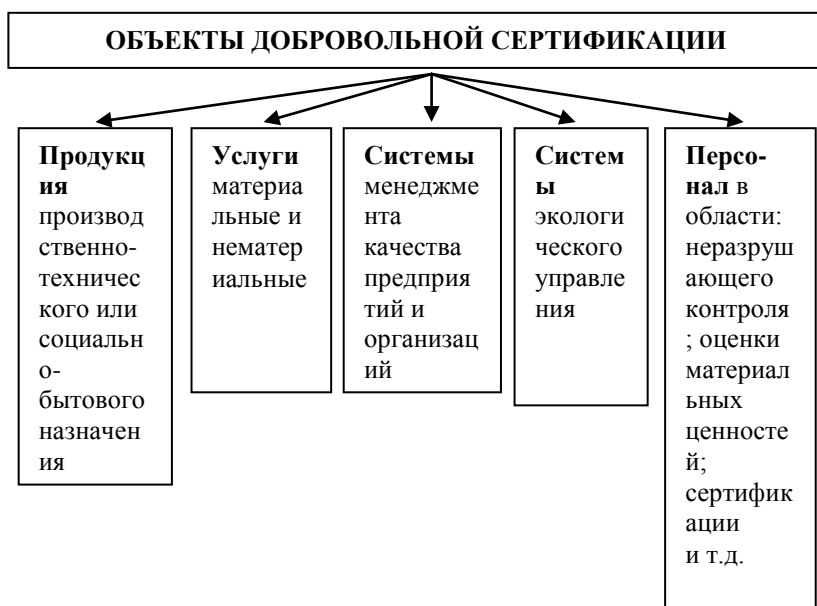 ОБЪЕКТЫ ДОБРОВОЛЬНОЙ СЕРТИФИКАЦИИ
Продукц
ия
производ
ственно-
техничес
кого или
социальн
о-
бытового
назначен
ия
Услуги
материа
льные и
нематер
иальные
Системы
менеджме
нта
качества
предприя
тий и
организац
ий
Систем
ы
эколог
ического
управле
ния
Персо-
нал в
области:
неразруш
ающего
контроля
; оценки
материал
ьных
ценносте
й;
сертифик
ации
и т.д.